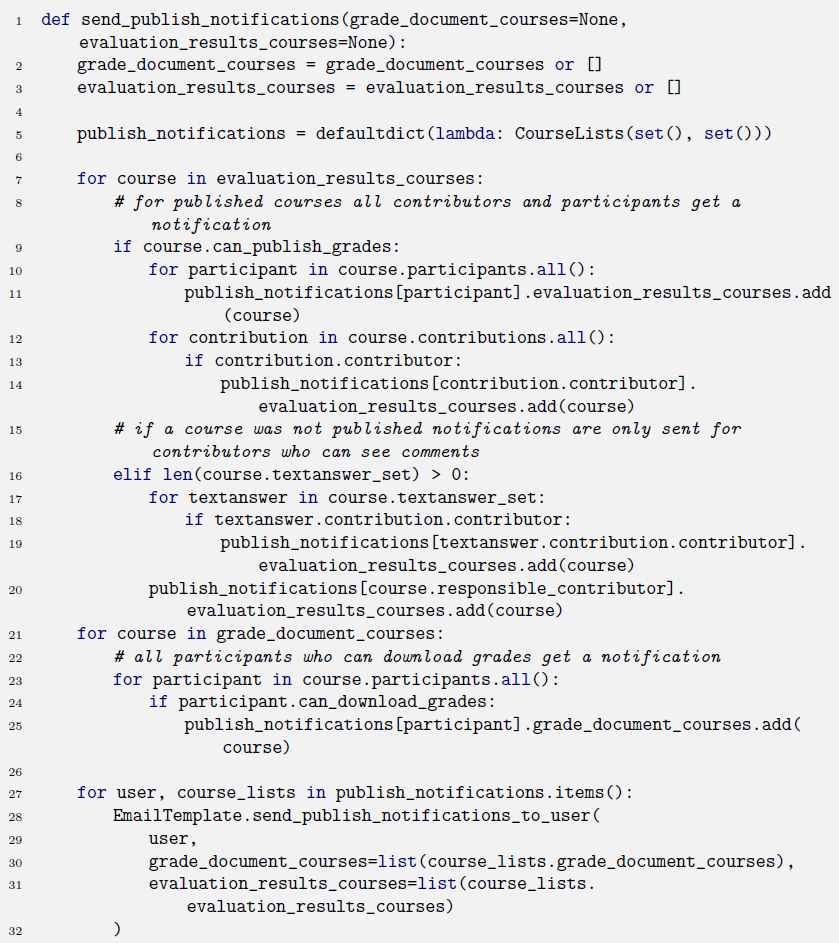 1 def send_publish_notifications(grade_document_courses=None,
evaluation_results_courses=None):
2 grade_document_courses = grade_document_courses or []
3 evaluation_results_courses = evaluation_results_courses or []
4
5 publish_notifications = defaultdict(lambda: CourseLists(set(), set()))
6
7 for course in evaluation_results_courses:
8 # for published courses all contributors and participants get a
notification
9 if course.can_publish_grades:
10 for participant in course.participants.all():
11 publish_notifications[participant].evaluation_results_courses.add
(course)
12 for contribution in course.contributions.all():
13 if contribution.contributor:
14 publish_notifications[contribution.contributor].
evaluation_results_courses.add(course)
15 # if a course was not published notifications are only sent for
contributors who can see comments
16 elif len(course.textanswer_set) > 0:
17 for textanswer in course.textanswer_set:
18 if textanswer.contribution.contributor:
19 publish_notifications[textanswer.contribution.contributor].
evaluation_results_courses.add(course)
20 publish_notifications[course.responsible_contributor].
evaluation_results_courses.add(course)
21 for course in grade_document_courses:
22 # all participants who can download grades get a notification
23 for participant in course.participants.all():
24 if participant.can_download_grades:
25 publish_notifications[participant].grade_document_courses.add(
course)
26
27 for user, course_lists in publish_notifications.items():
28 EmailTemplate.send_publish_notifications_to_user(
29 user,
30 grade_document_courses=list(course_lists.grade_document_courses),
31 evaluation_results_courses=list(course_lists.
evaluation_results_courses)
32 )